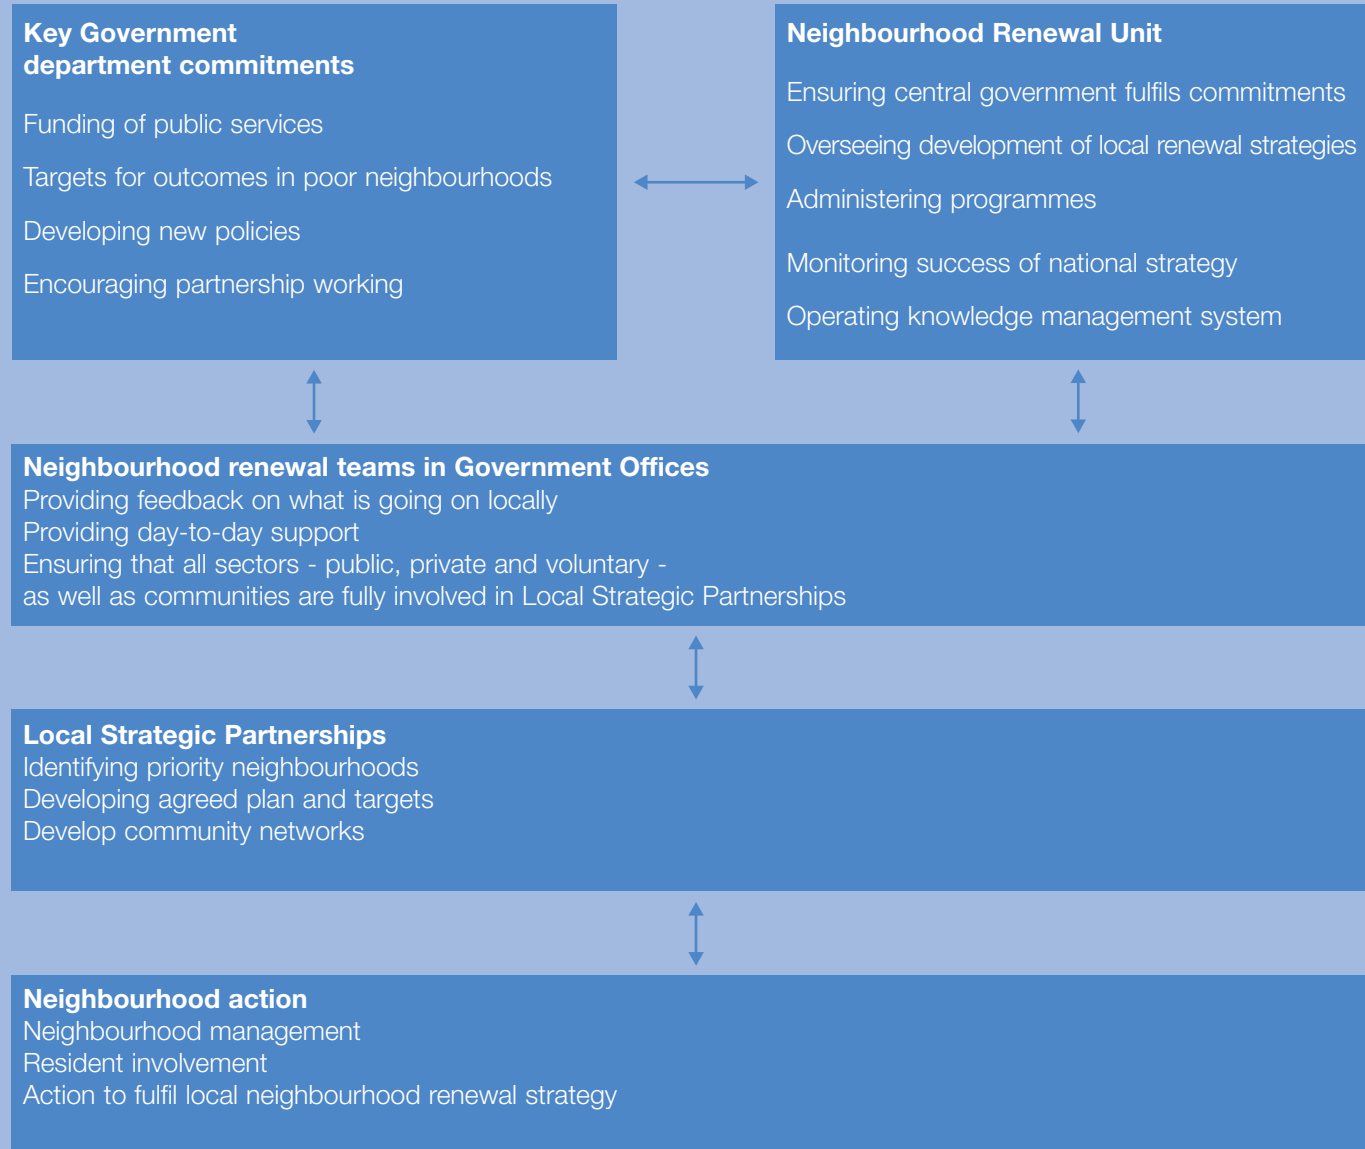 Key Government
department commitments
Funding of public services
Targets for outcomes in poor neighbourhoods
Developing new policies
Encouraging partnership working
Neighbourhood Renewal Unit
Ensuring central government fulfils commitments
Overseeing development of local renewal strategies
Administering programmes
Monitoring success of national strategy
Operating knowledge management system
Neighbourhood renewal teams in Government Offices
Providing feedback on what is going on locally
Providing day-to-day support
Ensuring that all sectors - public, private and voluntary -
as well as communities are fully involved in Local Strategic Partnerships
Local Strategic Partnerships
Identifying priority neighbourhoods
Developing agreed plan and targets
Develop community networks
Neighbourhood action
Neighbourhood management
Resident involvement
Action to fulfil local neighbourhood renewal strategy